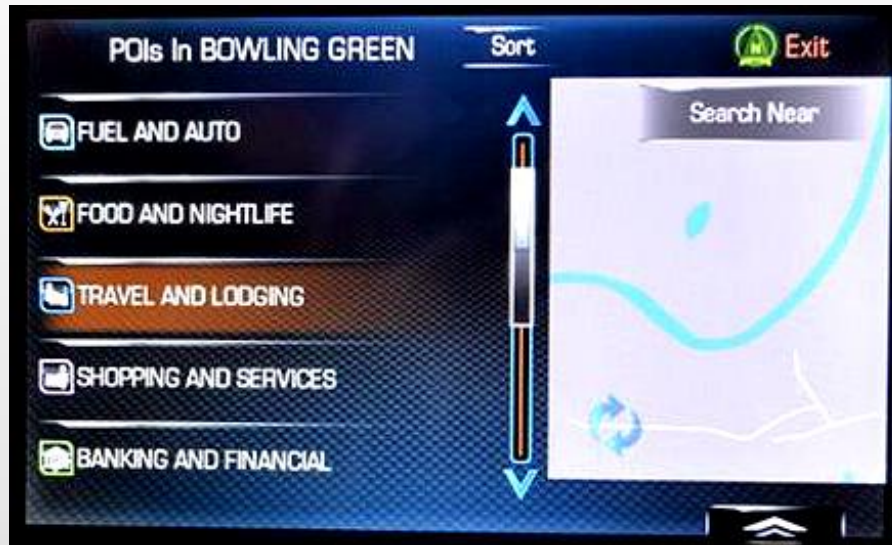 POIs In BOWLING GREEN
Sort
Exit
FUEL AND AUTO
Search Near
FOOD AND NIGHTLIFE
TRAVEL AND LODGING
SHOPPING AND SERVICES
BANKING AND FINANCIAL